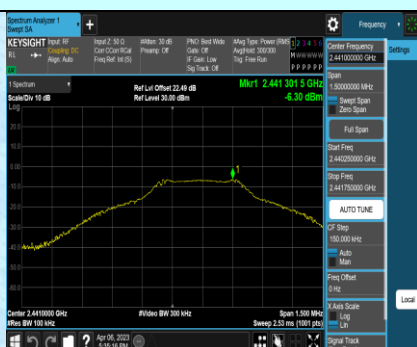 Spectrum Analyzer 1
Swept SA
+
Frequency
KEYSIGHT
Input: RF
Coupling: DC
Align: Auto
Input Z: 50 Ω
Corr CCorr RCal
Freq Ref: Int (S)
#Atten: 30 dB
Preamp: Off
PNO: Best Wide
Gate: Off
IF Gain: Low
Sig Track: Off
#Avg Type: Power (RMS
Avg|Hold: 300/300
Trig: Free Run
1 2 3 4 5 6
M W W W W W
P P P P P P
1 Spectrum
Scale/Div 10 dB
Log
Ref Lvl Offset 22.49 dB
Ref Level 30.00 dBm
Mkr1 2.441 301 5 GHz
-6.30 dBm
1
Center 2.4410000 GHz
#Res BW 100 kHz
#Video BW 300 kHz
Span 1.500 MHz
Sweep 2.53 ms (1001 pts)
Apr 06, 2023
Center Frequency
2.441000000 GHz
Settings
Span
1.50000000 MHz
Swept Span
Zero Span
Full Span
Start Freq
2.440250000 GHz
Stop Freq
2.441750000 GHz
AUTO TUNE
CF Step
150.000 kHz
Auto
Man
Freq Offset
0 Hz
Local
X Axis Scale
Log
Lin
Signal Track